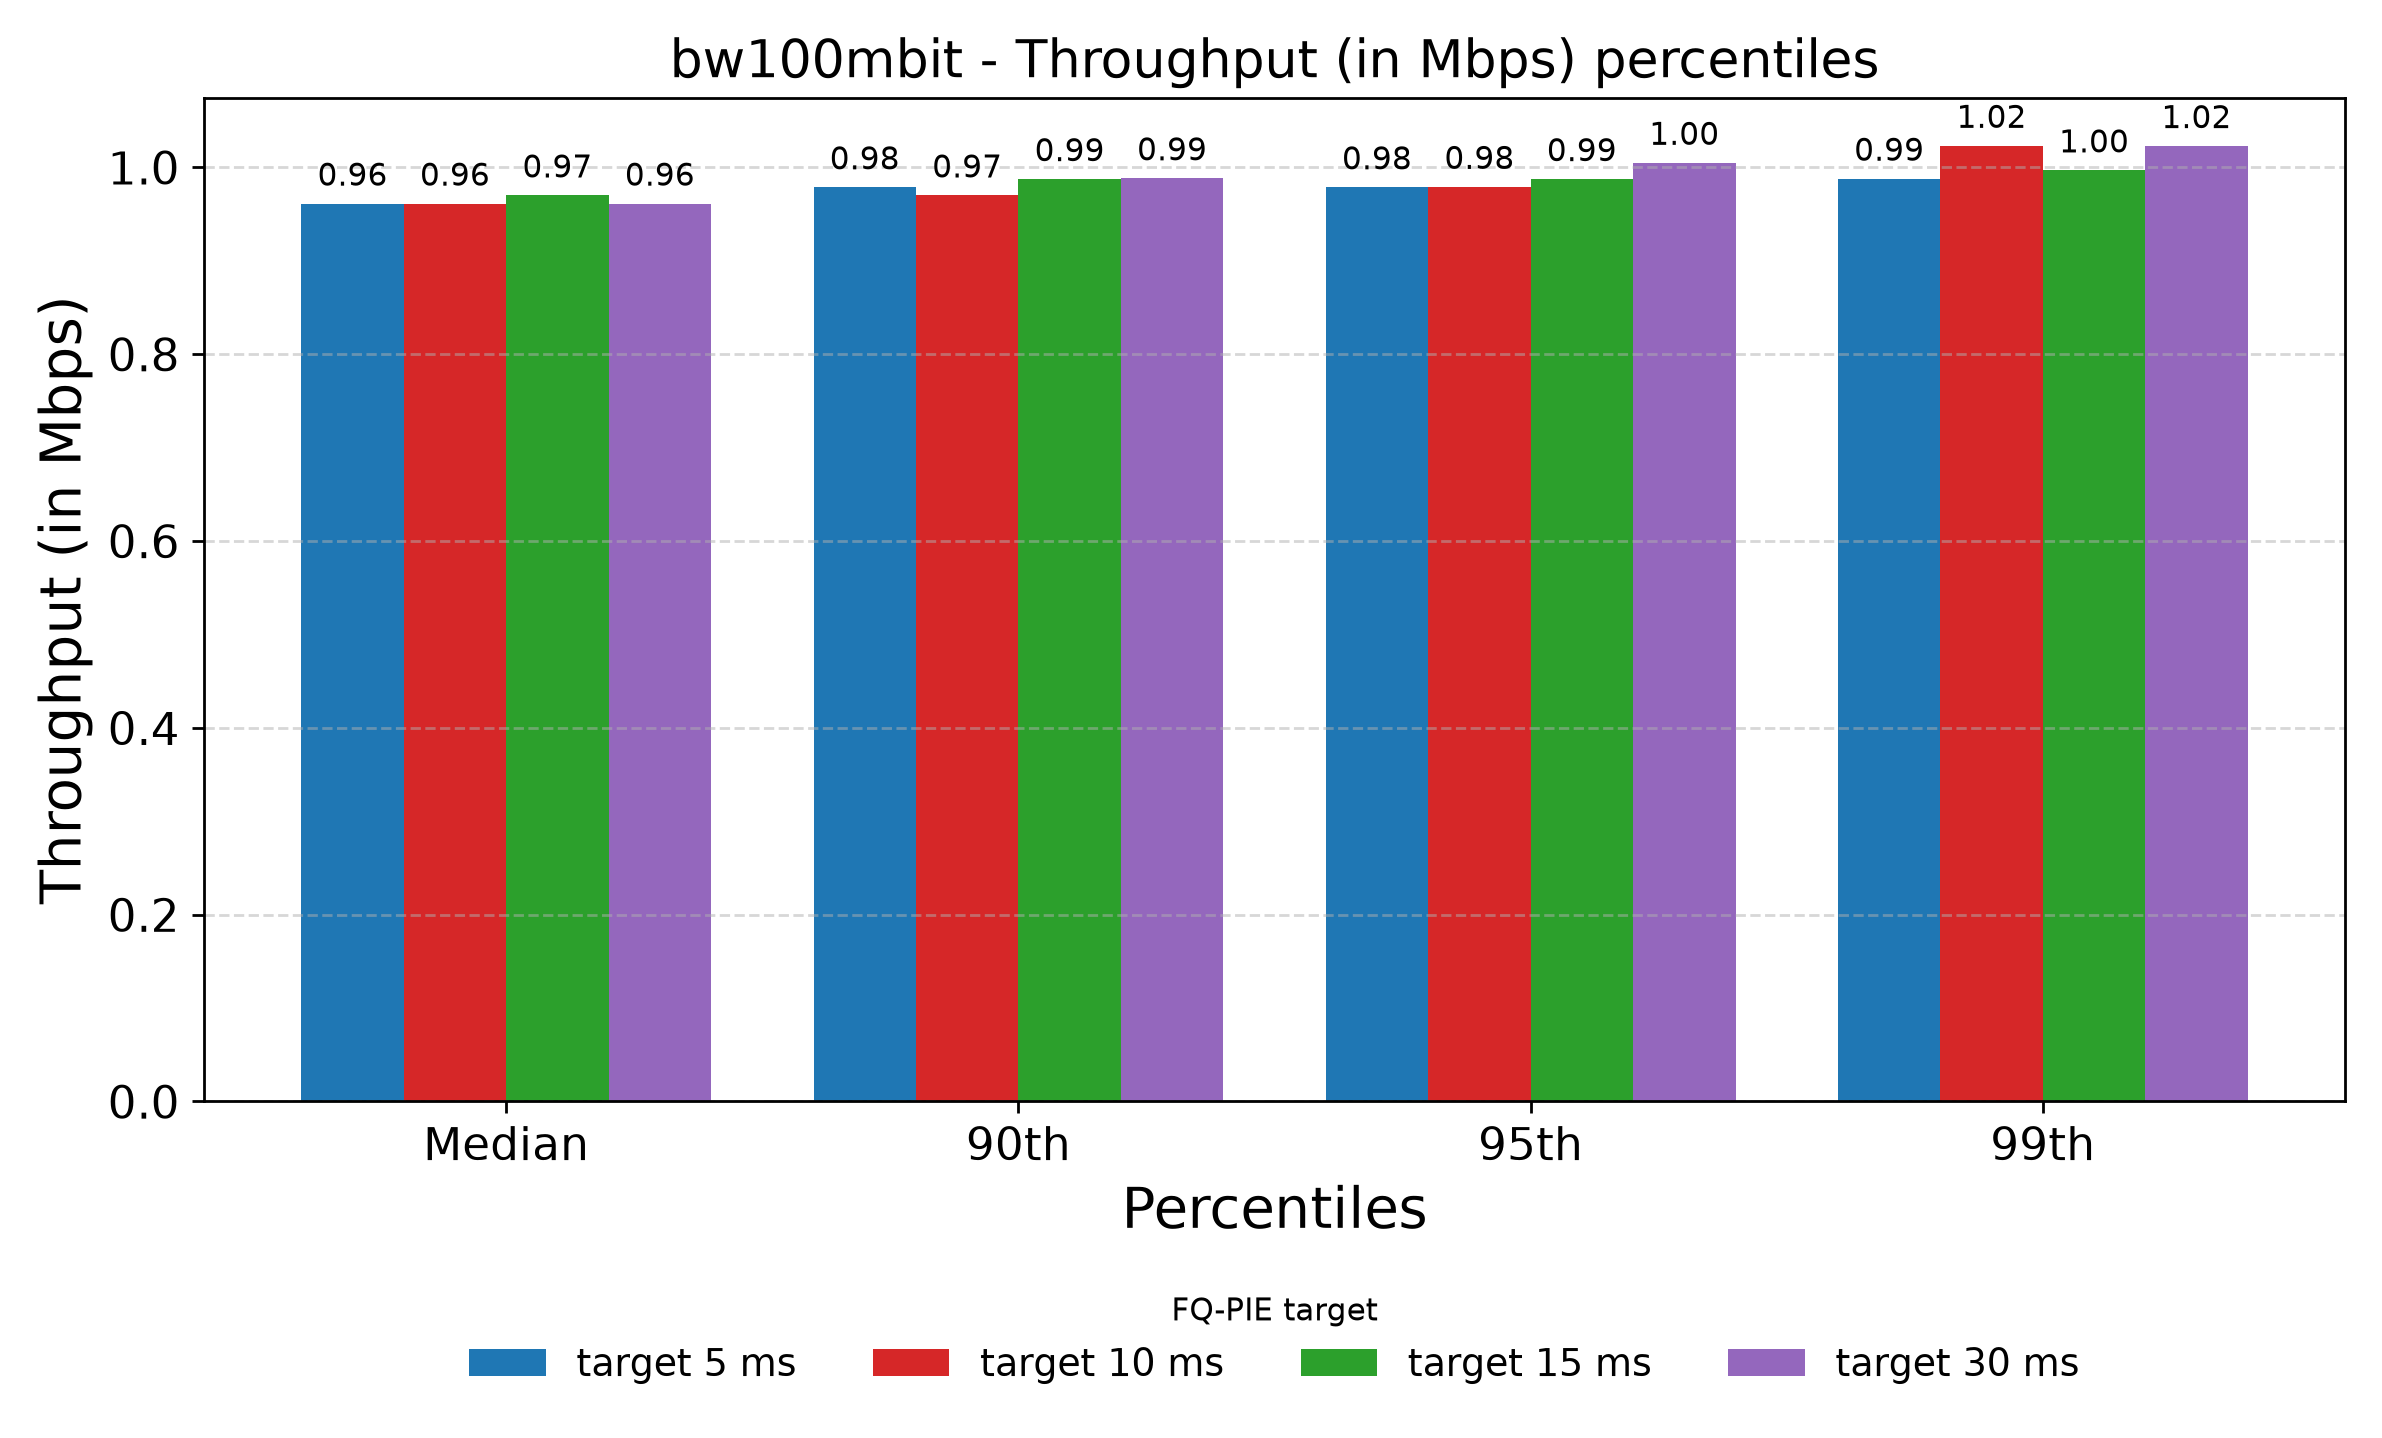 bw100mbit - Throughput (in Mbps) percentiles
Throughput (in Mbps)
1.0
0.8
0.6
0.4
0.2
0.0
0.96 0.96 0.97 0.96
0.98 0.97 0.99 0.99
0.98 0.98 0.99 1.00
0.99 1.02 1.00 1.02
Median 90th 95th 99th
Percentiles
FQ-PIE target
target 5 ms target 10 ms target 15 ms target 30 ms